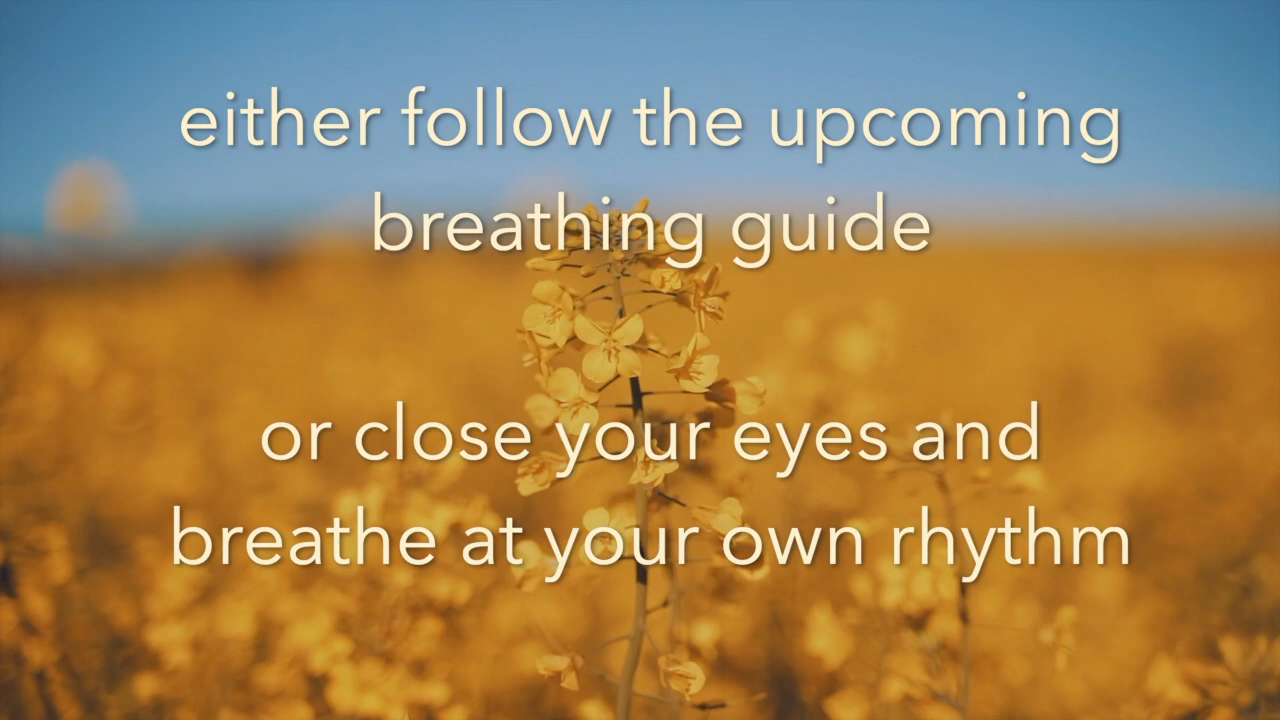 either follow the upcoming
breathing guide
or close your eyes and
breathe at your own rhythm